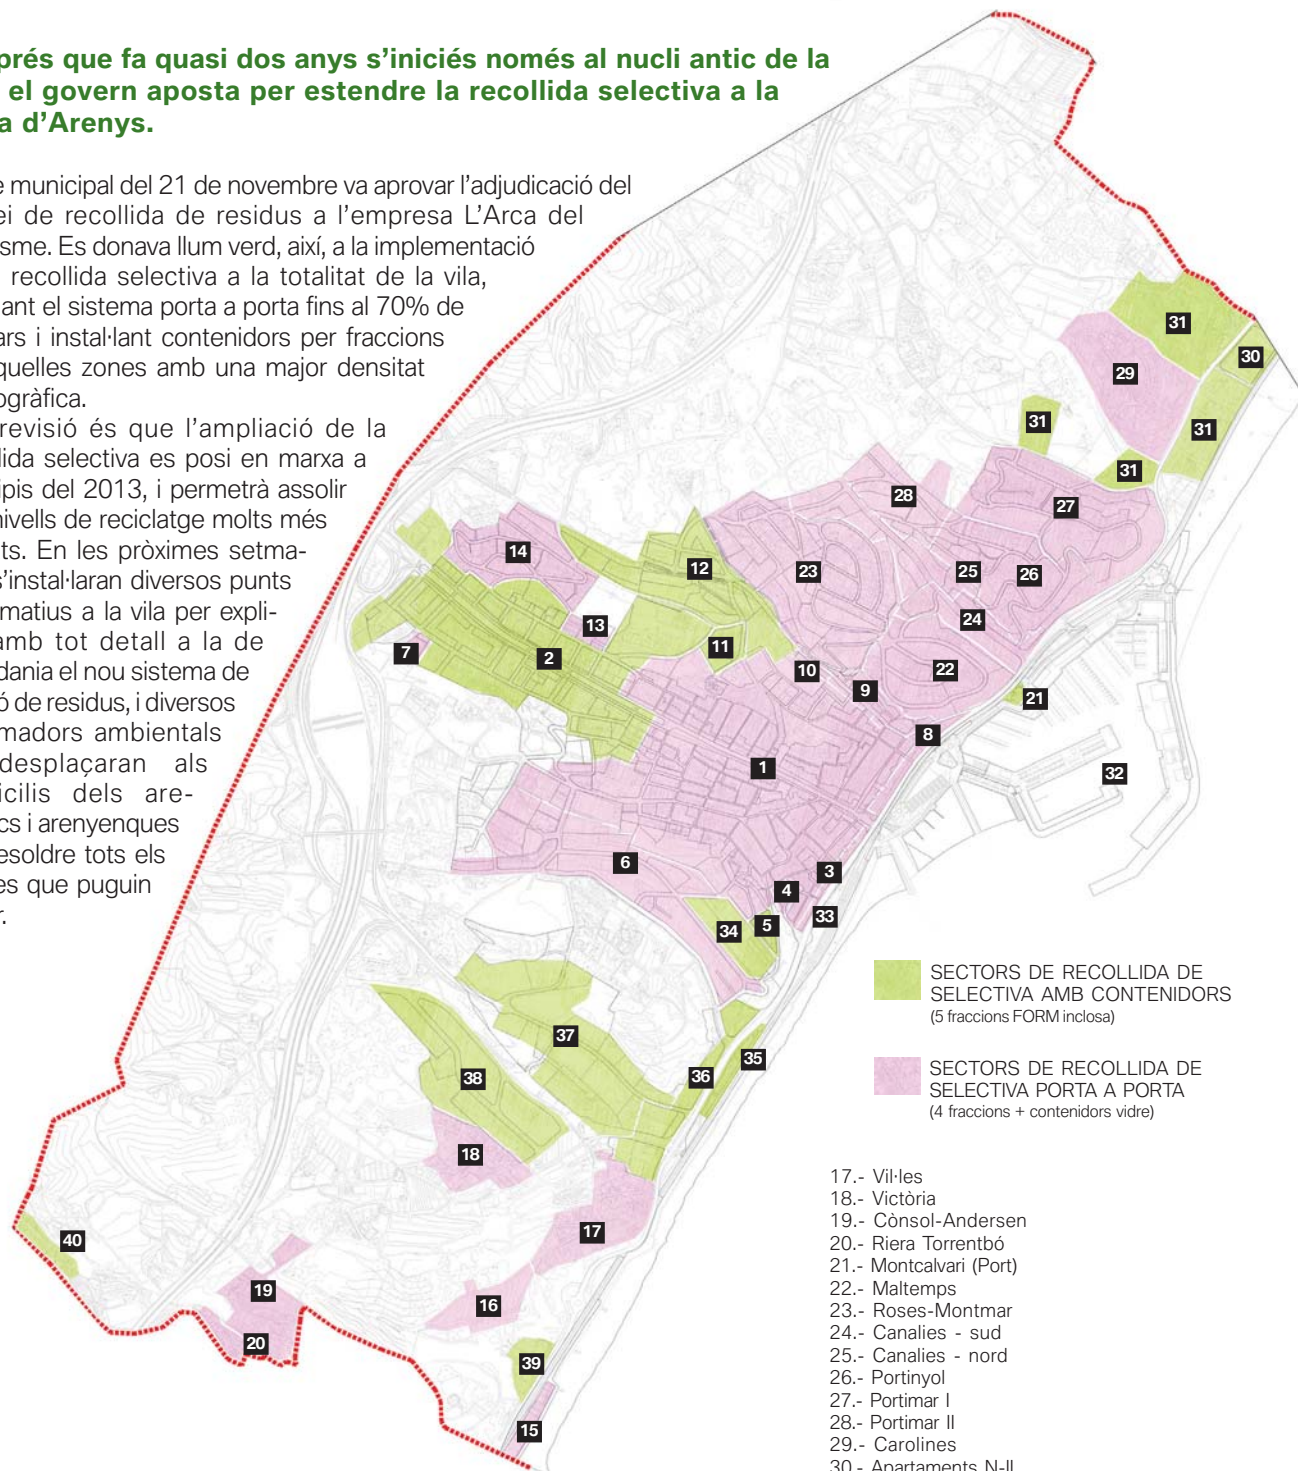 prés que fa quasi dos anys s'iniciés només al nucli antic de la
el govern aposta per estendre la recollida selectiva a la
a d'Arenys.
e municipal del 21 de novembre va aprovar l'adjudicació del
ei de recollida de residus a l'empresa L'Arca del
sme. Es donava llum verd, així, a la implementació
recollida selectiva a la totalitat de la vila,
ant el sistema porta a porta fins al 70% de
ars i instal·lant contenidors per fraccions
quelles zones amb una major densitat
ogràfica.
revisió és que l'ampliació de la
llida selectiva es posi en marxa a
ipis del 2013, i permetrà assolir
nivells de reciclatge molts més
ts. En les pròximes setma-
s'instal·laran diversos punts
matius a la vila per expli-
amb tot detall a la de
dania el nou sistema de
ó de residus, i diversos
madors ambientals
desplaçaran als
icilis dels are-
cs i arenyencques
esoldre tots els
es que puguin
r.
31
30
29
31
31
31
28
27
14
12
23
25
26
13
24
7
2
11
10
22
9
21
8
1
32
6
3
4
33
34
5
37
35
36
38
18
17
40
19
16
20
39
15
SECTORS DE RECOLLIDA DE
SELECTIVA AMB CONTENIDORS
(5 fraccions FORM inclosa)
SECTORS DE RECOLLIDA DE
SELECTIVA PORTA A PORTA
(4 fraccions + contenidors vidre)
17.- Vil·les
18.- Victòria
19.- Cònsol-Andersen
20.- Riera Torrentbó
21.- Montcalvari (Port)
22.- Maltemps
23.- Roses-Montmar
24.- Canalies - sud
25.- Canalies - nord
26.- Portinyol
27.- Portimar I
28.- Portimar II
29.- Carolines
30.- Apartaments N-II